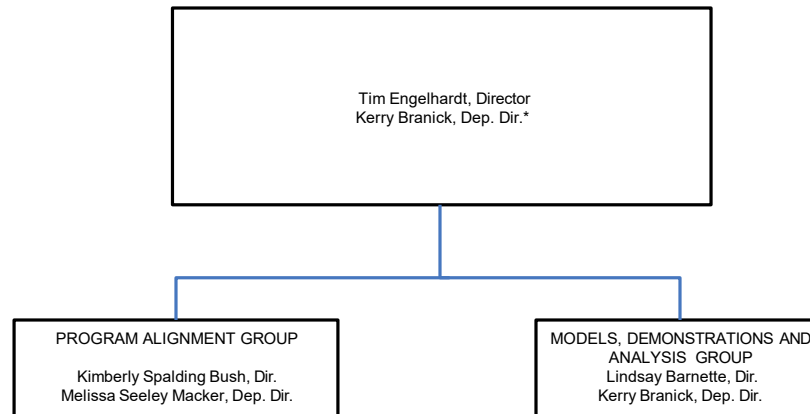 Tim Engelhardt, Director
Kerry Branick, Dep. Dir.*
PROGRAM ALIGNMENT GROUP
Kimberly Spalding Bush, Dir.
Melissa Seeley Macker, Dep. Dir.
MODELS, DEMONSTRATIONS AND
ANALYSIS GROUP
Lindsay Barnette, Dir.
Kerry Branick, Dep. Dir.